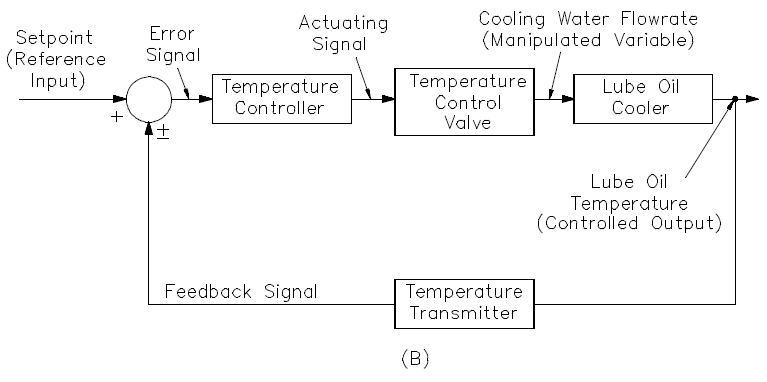 Setpoint
(Reference
Input)
Error
Signal
Actuating
Signal
Cooling Water Flowrate
(Manipulated Variable)
+
±
Temperature
Controller
Temperature
Control
Valve
Lube Oil
Cooler
Lube Oil
Temperature
(Controlled Output)
Feedback Signal
Temperature
Transmitter
(B)